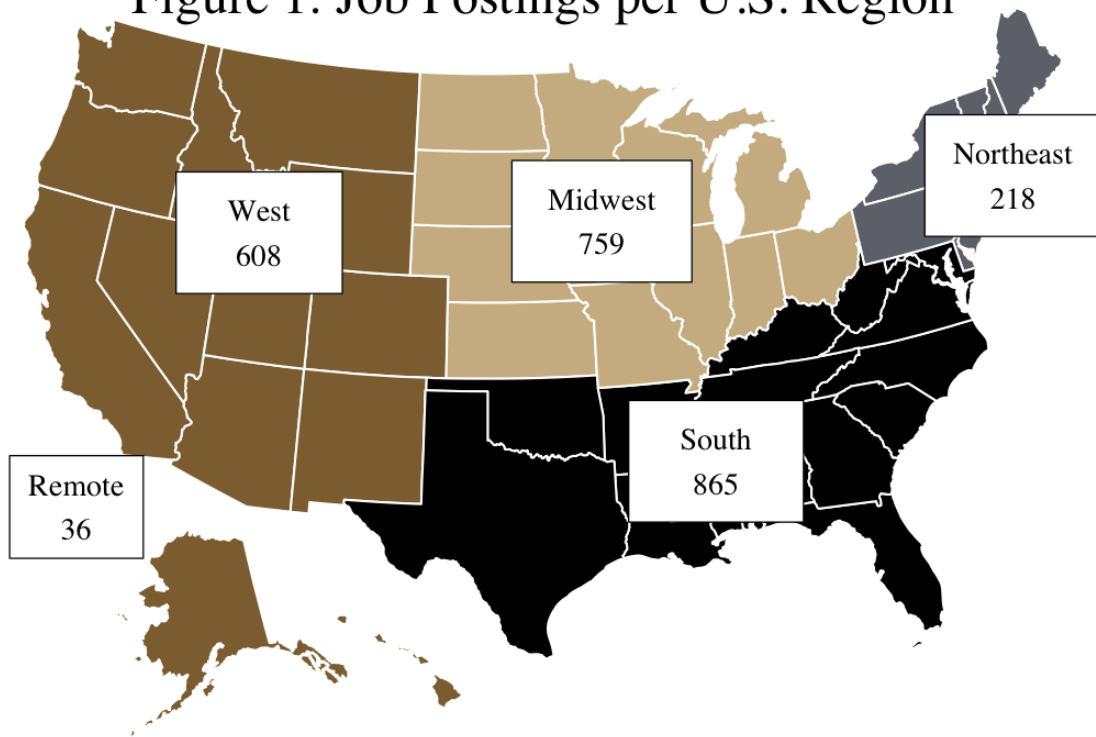 Figure 1: Job Postings per U.S. Region
Northeast
218
West
608
Midwest
759
South
865
Remote
36